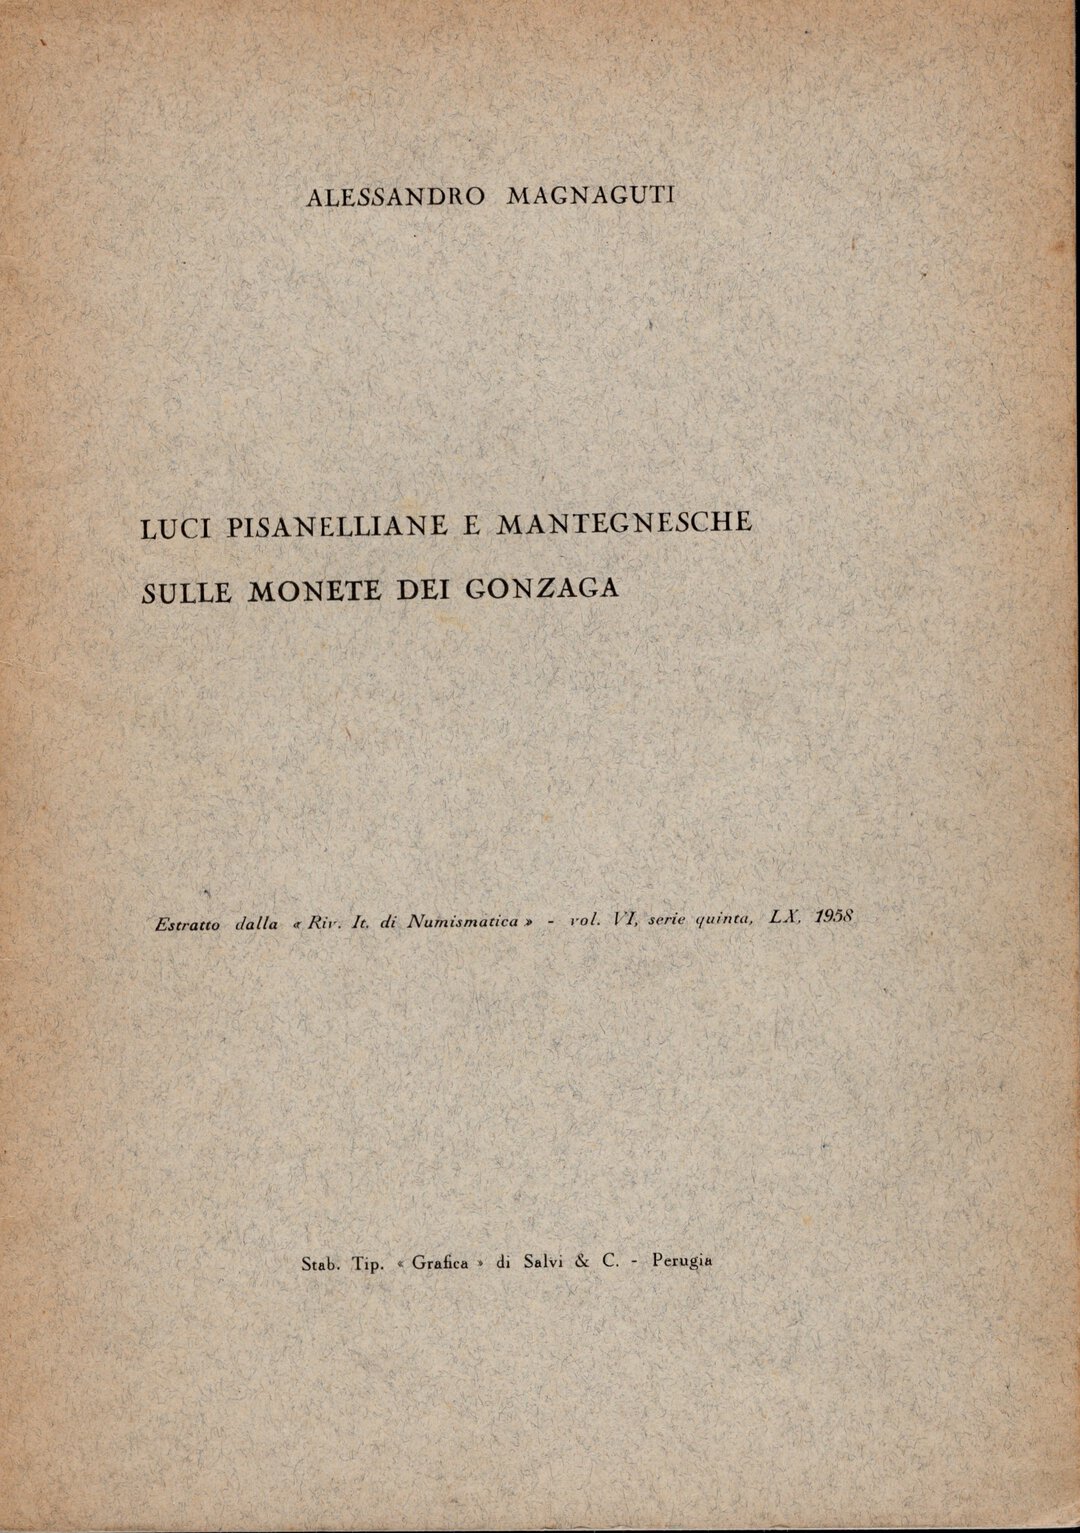 ALESSANDRO MAGNAGUTI
LUCI PISANELLIANE E MANTEGNESCHE
SULLE MONETE DEI GONZAGA
Estratto dalla « Riv. It. di Numismatica » - vol. VI, serie quinta, LX, 1958
Stab. Tip. « Grafica » di Salvi & C. - Perugia